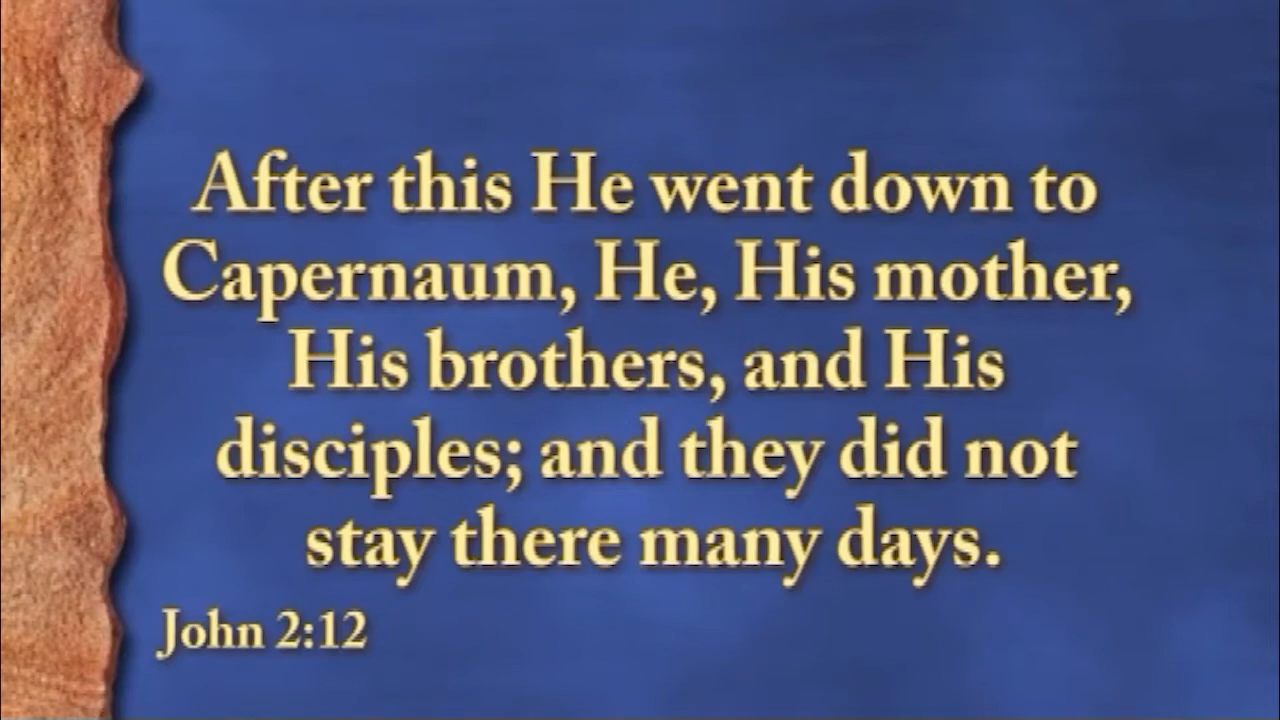 After this He went down to
Capernaum, He, His mother,
His brothers, and His
disciples; and they did not
stay there many days.
John 2:12